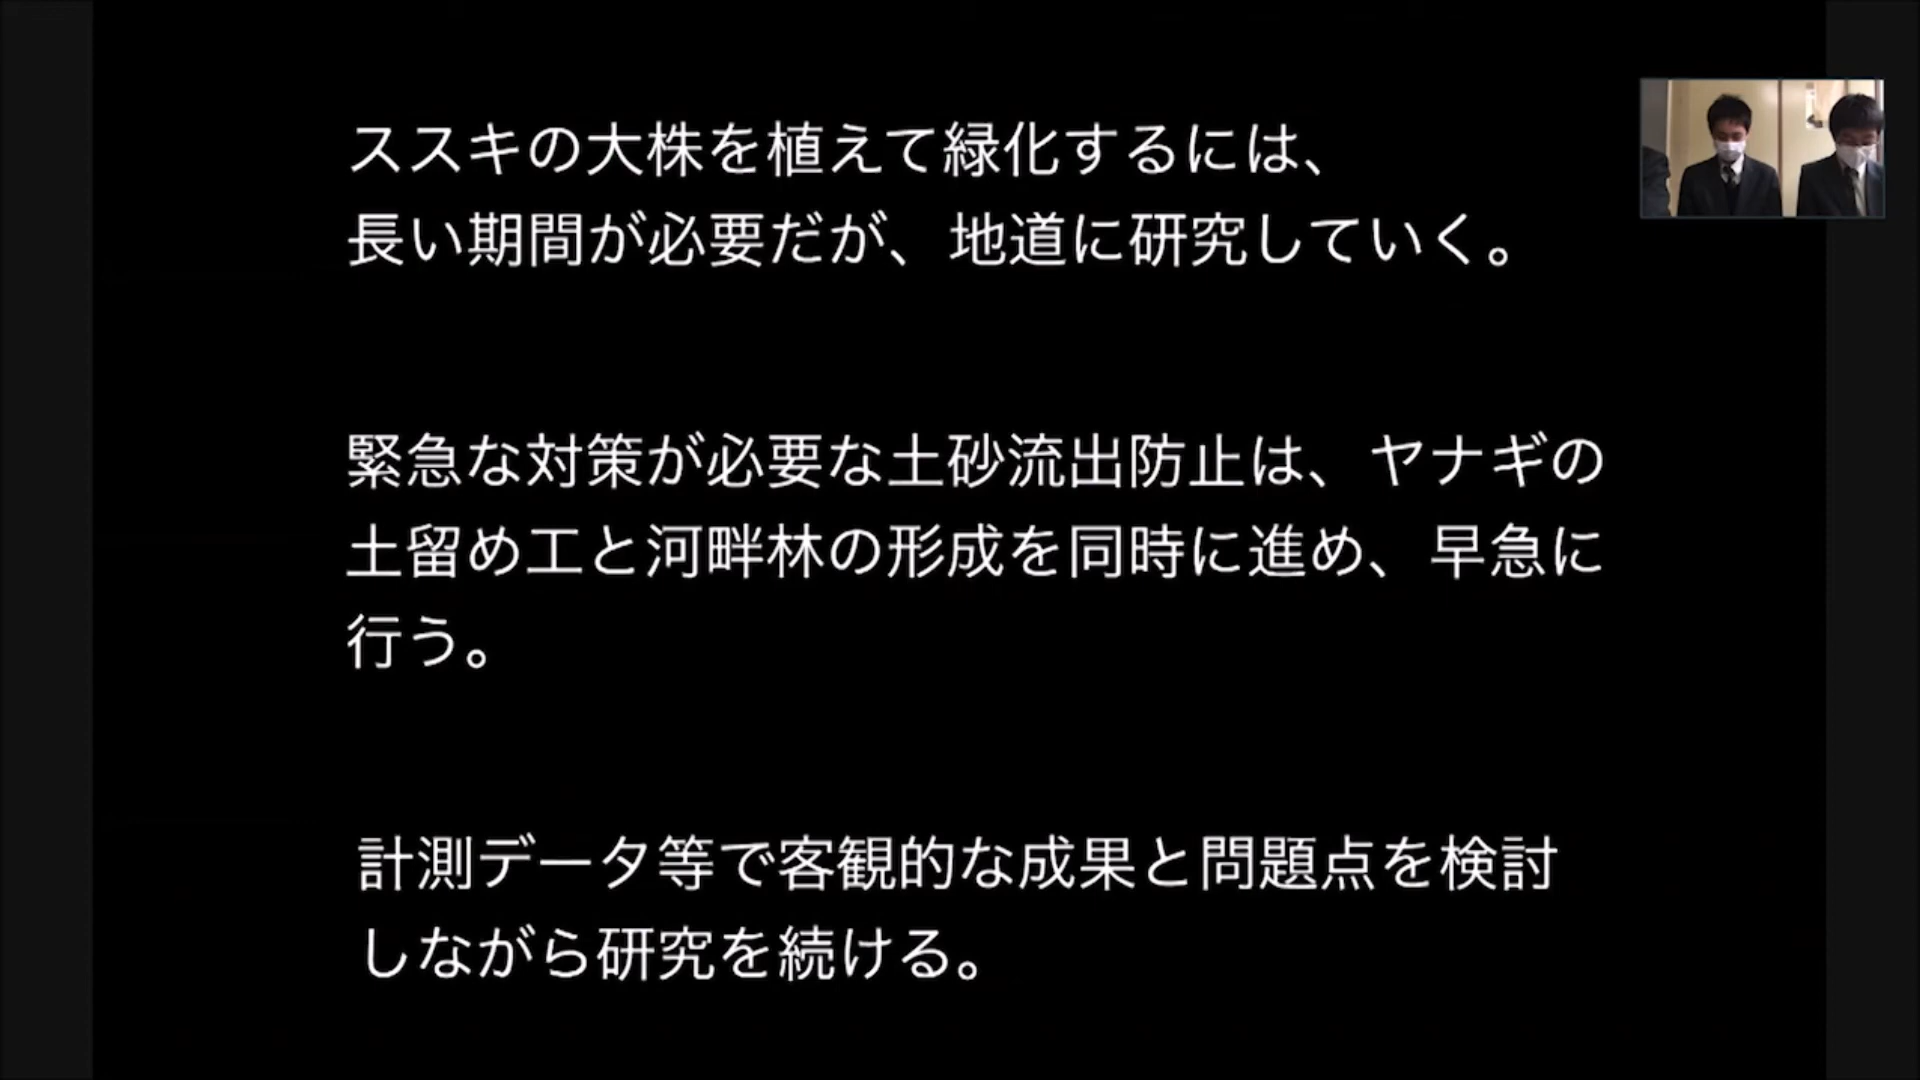 ススキの大株を植えて緑化するには、
長い期間が必要だが、地道に研究していく。
緊急な対策が必要な土砂流出防止は、ヤナギの
土留め工と河畔林の形成を同時に進め、早急に
行う。
計測データ等で客観的な成果と問題点を検討
しながら研究を続ける。